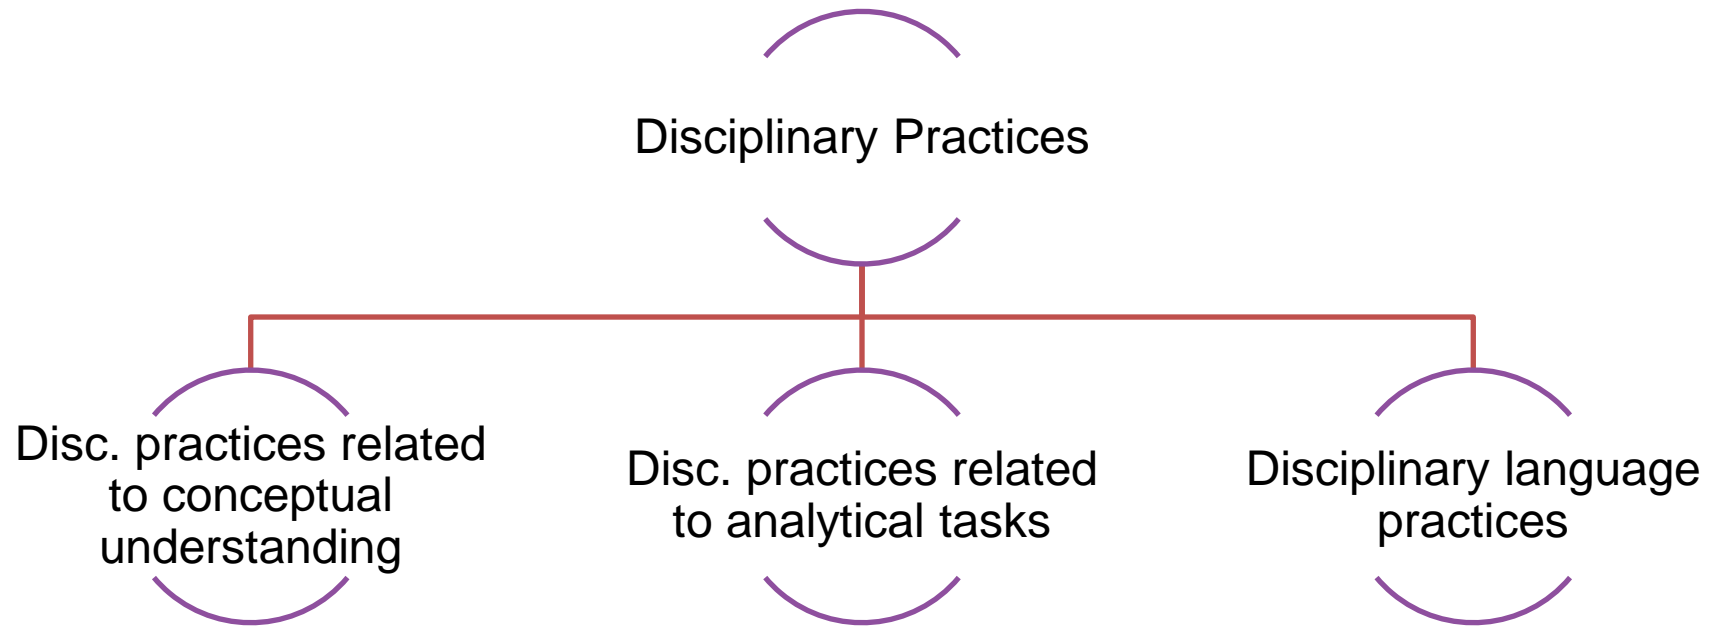 Disciplinary Practices
Disc. practices related
to conceptual
understanding
Disc. practices related
to analytical tasks
Disciplinary language
practices